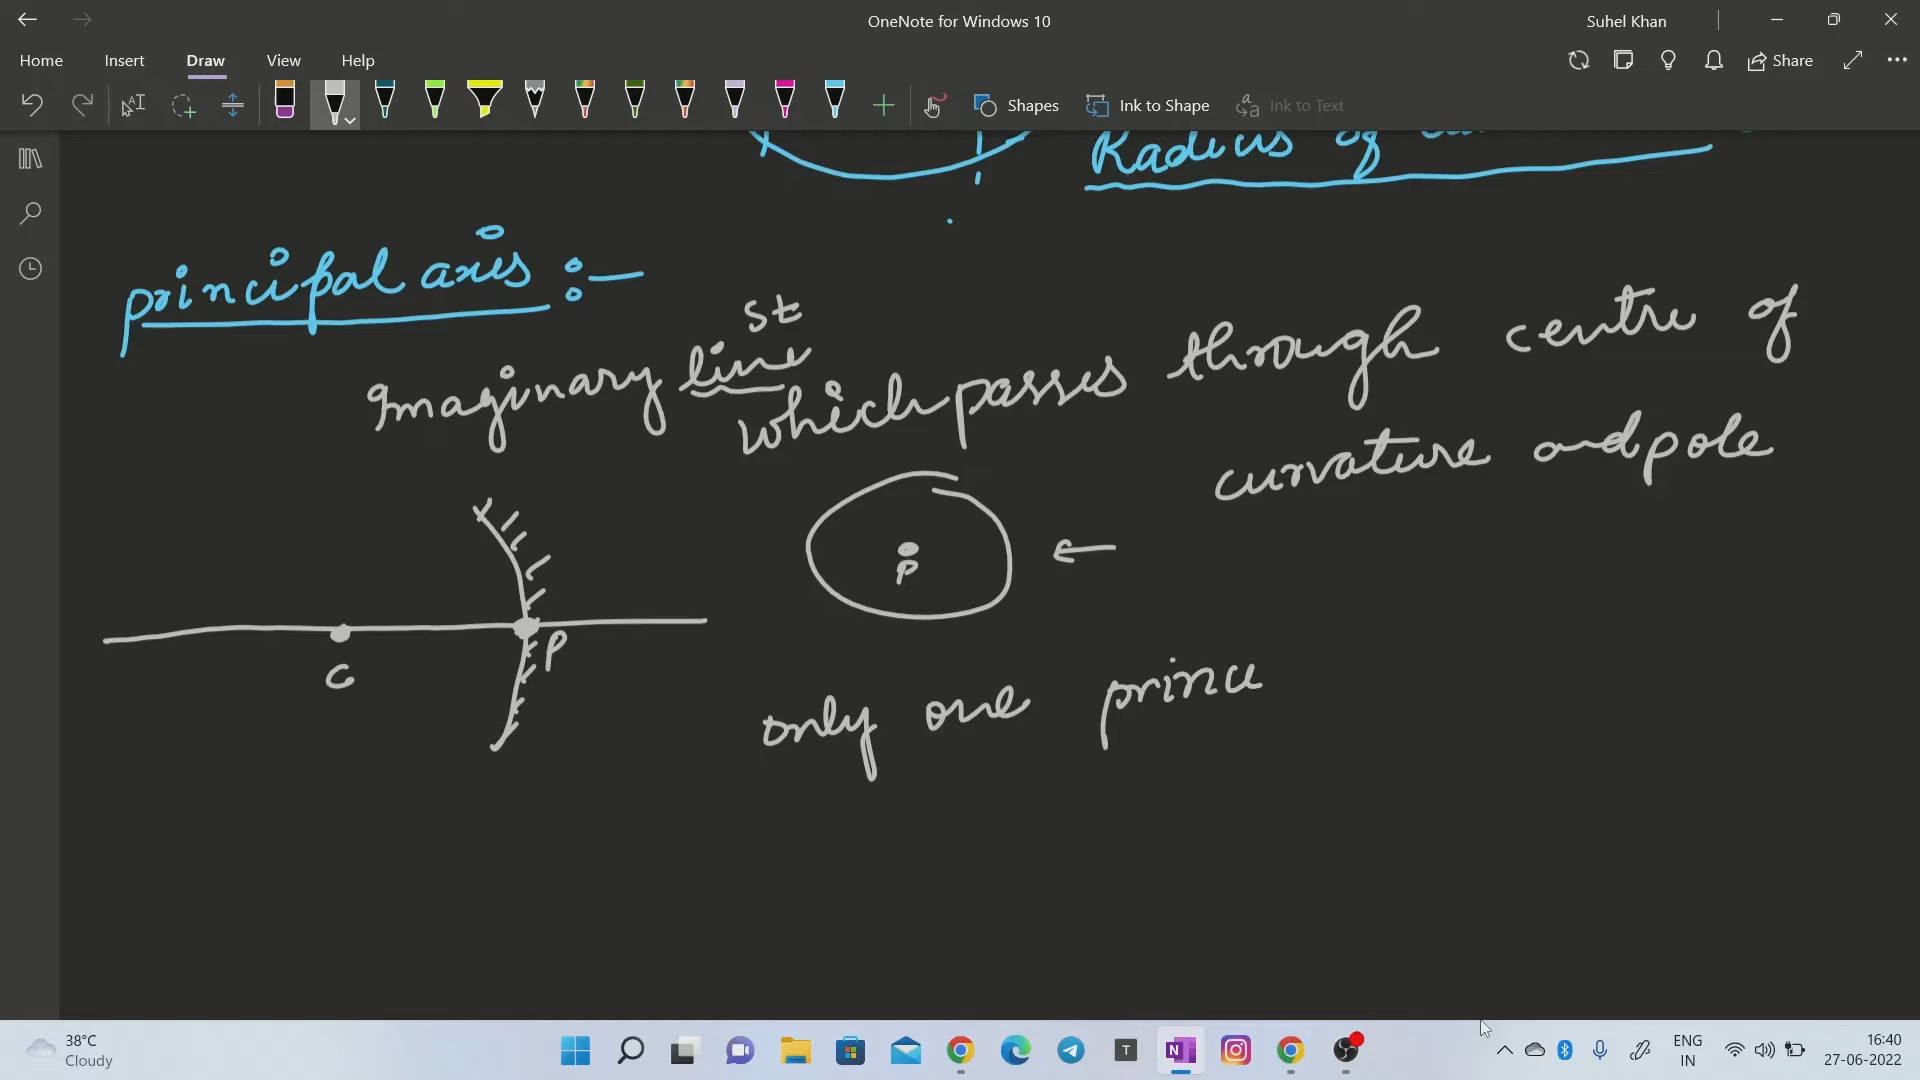 OneNote for Windows 10
Suhel Khan
Home Insert Draw View Help
Share
Shapes Ink to Shape Ink to Text
Radius of
principal axis :-
st
Imaginary line which passes through centre of
curvature and pole
P
C
P
only one princi
38°C
Cloudy
ENG
IN
16:40
27-06-2022